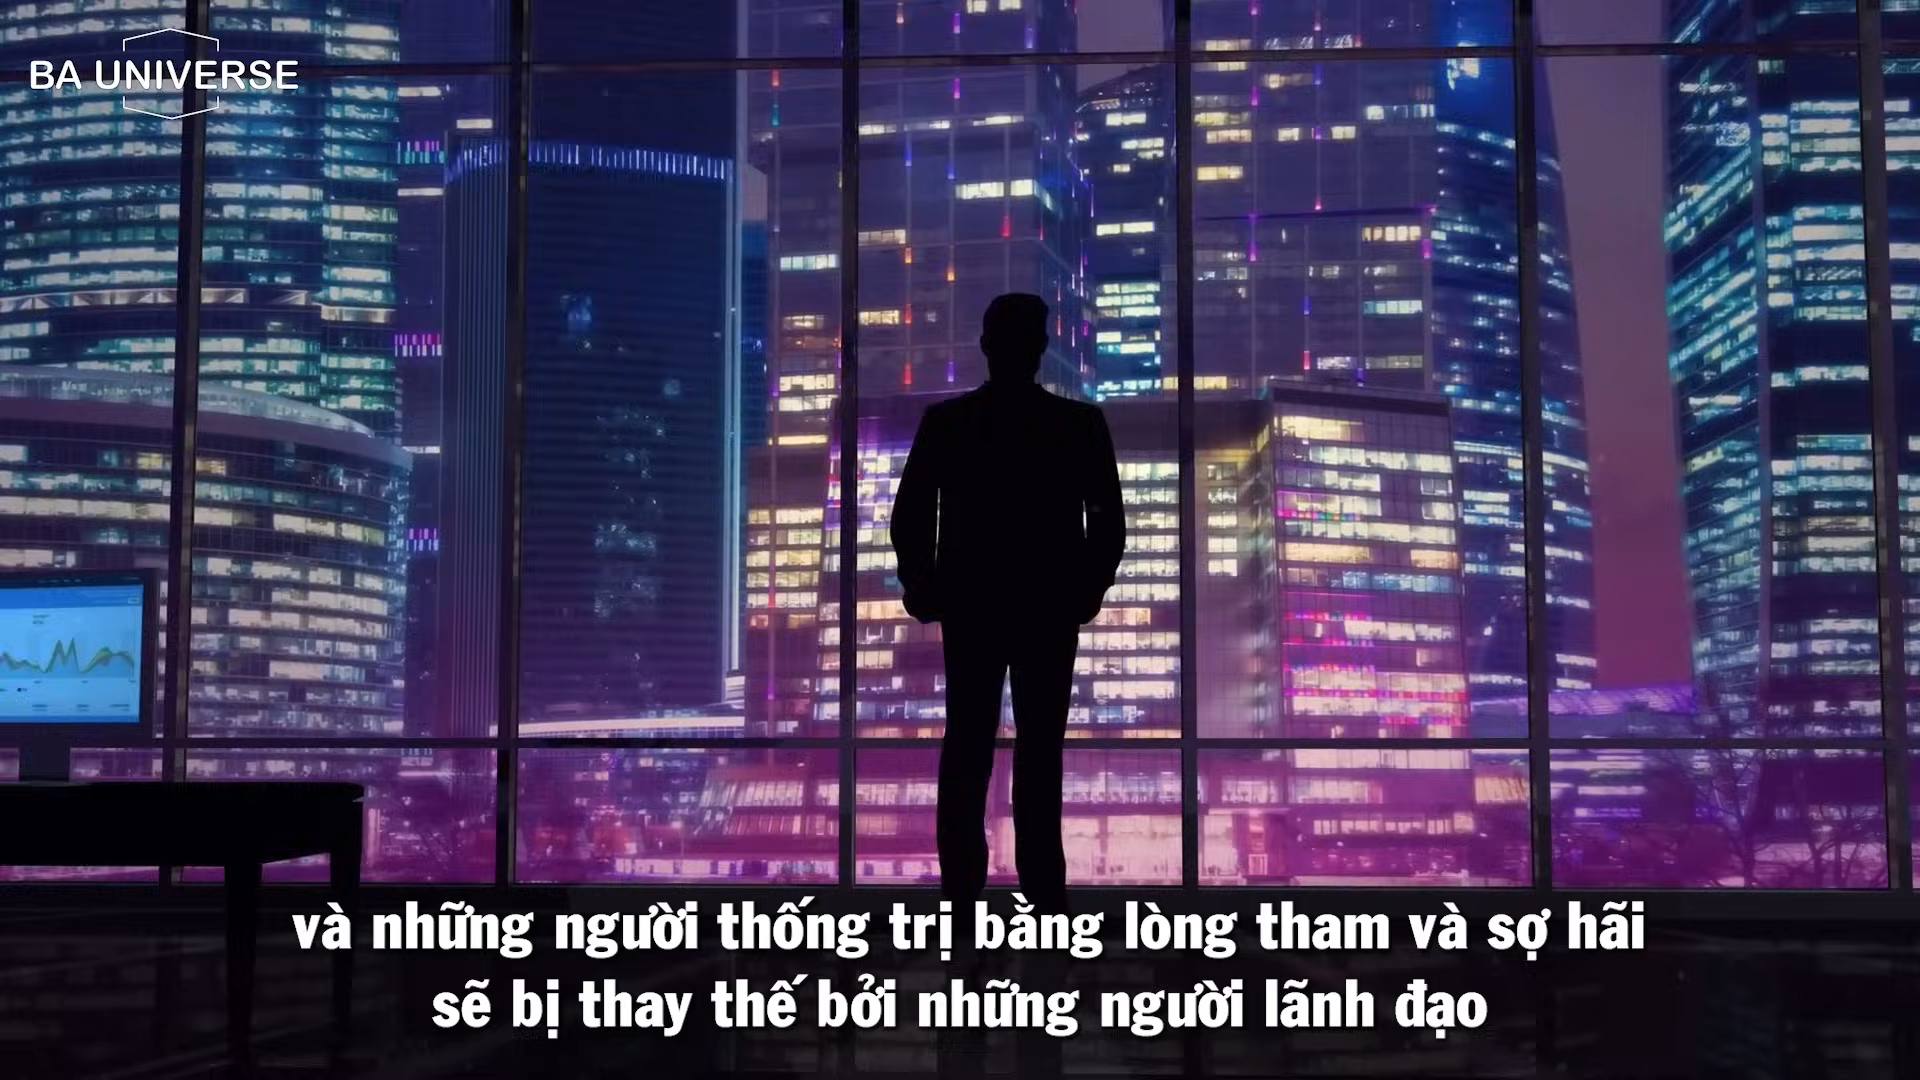 BA UNIVERSE
và những người thống trị bằng lòng tham và sợ hãi
sẽ bị thay thế bởi những người lãnh đạo